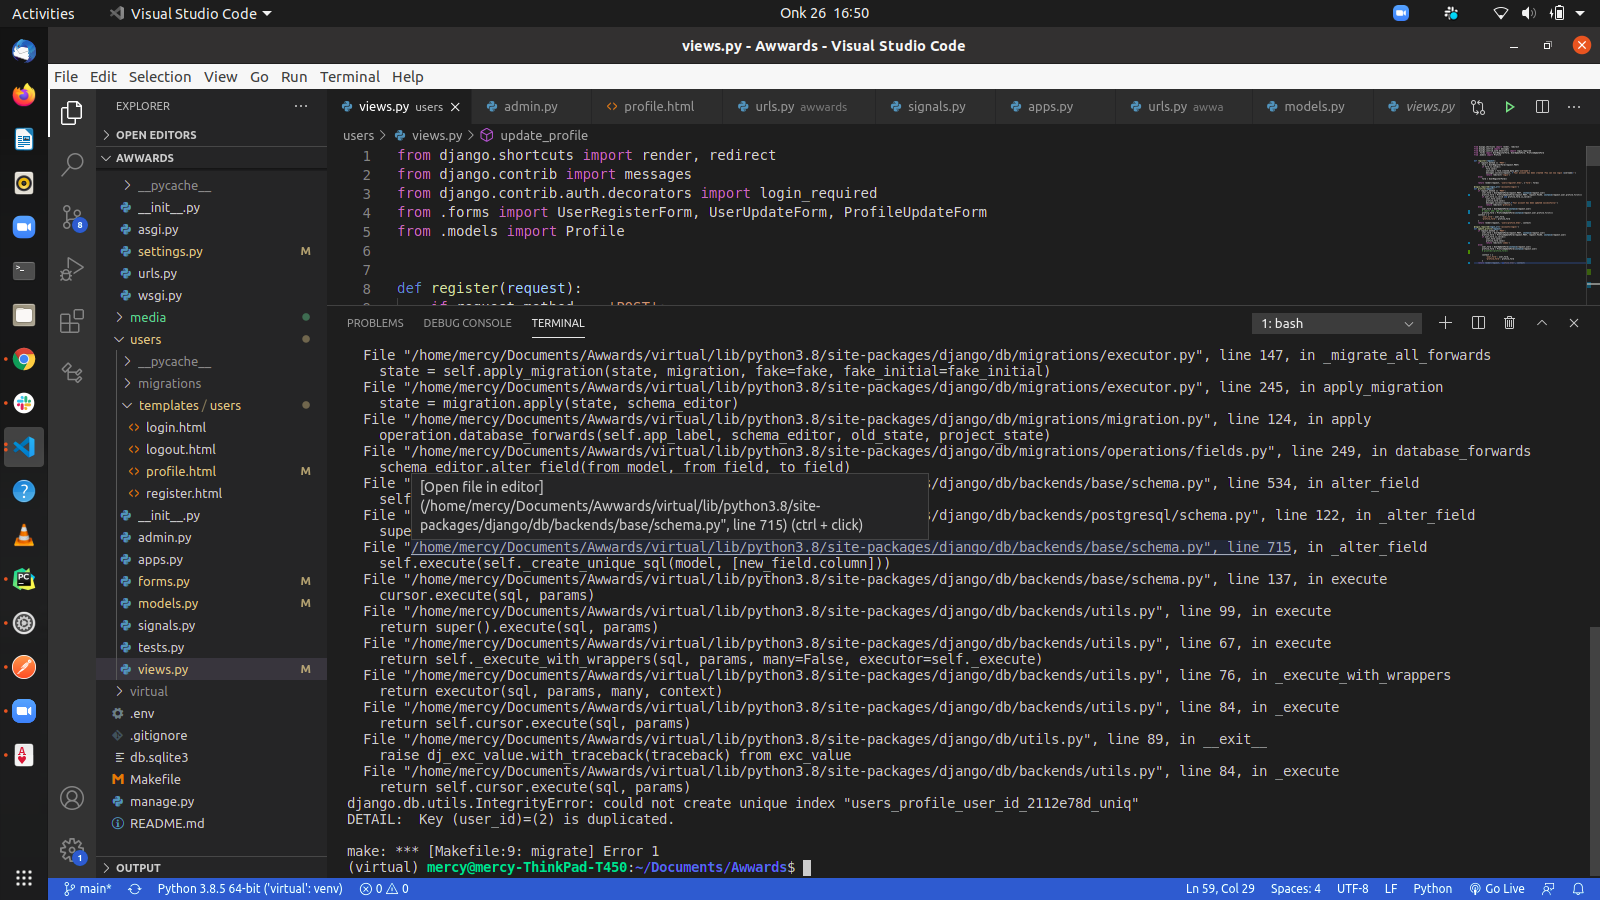 Activities
Visual Studio Code
Onk 26 16:50
views.py - Awwards - Visual Studio Code
File Edit Selection View Go Run Terminal Help
EXPLORER
OPEN EDITORS
AWWARDS
__pycache__
__init__.py
asgi.py
settings.py M
urls.py
wsgi.py
media
users
__pycache__
migrations
templates / users
login.html
logout.html
profile.html M
register.html
__init__.py
admin.py
apps.py
forms.py M
models.py M
signals.py
tests.py
views.py M
virtual
.env
.gitignore
db.sqlite3
Makefile
manage.py
README.md
OUTPUT
8
1
views.py users
admin.py
profile.html
urls.py awwards
signals.py
apps.py
urls.py awwa
models.py
views.py
users > views.py > update_profile
1 from django.shortcuts import render, redirect
2 from django.contrib import messages
3 from django.contrib.auth.decorators import login_required
4 from .forms import UserRegisterForm, UserUpdateForm, ProfileUpdateForm
5 from .models import Profile
6
7
8 def register(request):
PROBLEMS DEBUG CONSOLE TERMINAL
1: bash
File "/home/mercy/Documents/Awwards/virtual/lib/python3.8/site-packages/django/db/migrations/executor.py", line 147, in _migrate_all_forwards
state = self.apply_migration(state, migration, fake=fake, fake_initial=fake_initial)
File "/home/mercy/Documents/Awwards/virtual/lib/python3.8/site-packages/django/db/migrations/executor.py", line 245, in apply_migration
state = migration.apply(state, schema_editor)
File "/home/mercy/Documents/Awwards/virtual/lib/python3.8/site-packages/django/db/migrations/migration.py", line 124, in apply
operation.database_forwards(self.app_label, schema_editor, old_state, project_state)
File "/home/mercy/Documents/Awwards/virtual/lib/python3.8/site-packages/django/db/migrations/operations/fields.py", line 249, in database_forwards
schema_editor.alter_field(from_model, from_field, to_field)
File " ckages/django/db/backends/base/schema.py", line 534, in alter_field
self
File " ckages/django/db/backends/postgresql/schema.py", line 122, in _alter_field
supe
[Open file in editor]
(/home/mercy/Documents/Awwards/virtual/lib/python3.8/site-
packages/django/db/backends/base/schema.py", line 715) (ctrl + click)
File "/home/mercy/Documents/Awwards/virtual/lib/python3.8/site-packages/django/db/backends/base/schema.py", line 715, in _alter_field
self.execute(self._create_unique_sql(model, [new_field.column]))
File "/home/mercy/Documents/Awwards/virtual/lib/python3.8/site-packages/django/db/backends/base/schema.py", line 137, in execute
cursor.execute(sql, params)
File "/home/mercy/Documents/Awwards/virtual/lib/python3.8/site-packages/django/db/backends/utils.py", line 99, in execute
return super().execute(sql, params)
File "/home/mercy/Documents/Awwards/virtual/lib/python3.8/site-packages/django/db/backends/utils.py", line 67, in execute
return self._execute_with_wrappers(sql, params, many=False, executor=self._execute)
File "/home/mercy/Documents/Awwards/virtual/lib/python3.8/site-packages/django/db/backends/utils.py", line 76, in _execute_with_wrappers
return executor(sql, params, many, context)
File "/home/mercy/Documents/Awwards/virtual/lib/python3.8/site-packages/django/db/backends/utils.py", line 84, in _execute
return self.cursor.execute(sql, params)
File "/home/mercy/Documents/Awwards/virtual/lib/python3.8/site-packages/django/db/utils.py", line 89, in __exit__
raise dj_exc_value.with_traceback(traceback) from exc_value
File "/home/mercy/Documents/Awwards/virtual/lib/python3.8/site-packages/django/db/backends/utils.py", line 84, in _execute
return self.cursor.execute(sql, params)
django.db.utils.IntegrityError: could not create unique index "users_profile_user_id_2112e78d_uniq"
DETAIL:  Key (user_id)=(2) is duplicated.
make: *** [Makefile:9: migrate] Error 1
(virtual) mercy@mercy-ThinkPad-T450:~/Documents/Awwards$
main* Python 3.8.5 64-bit ('virtual': venv) 0 0
Ln 59, Col 29 Spaces: 4 UTF-8 LF Python Go Live